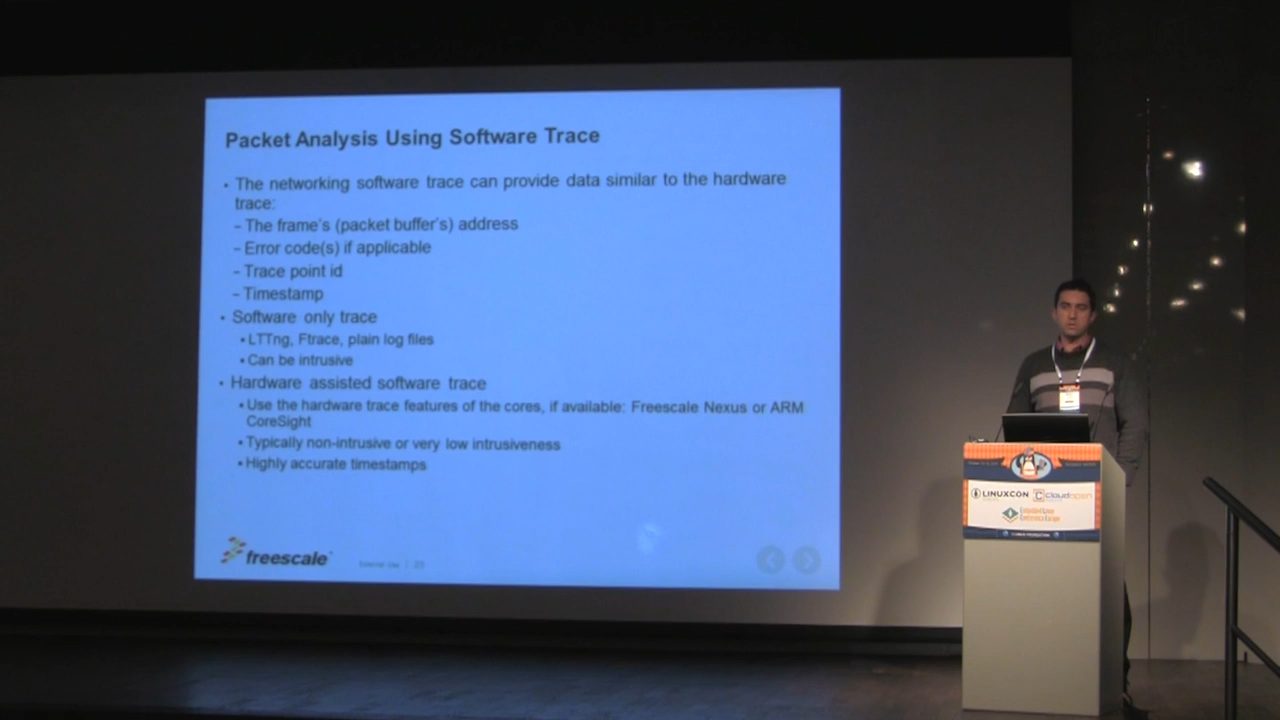 Packet Analysis Using Software Trace
• The networking software trace can provide data similar to the hardware
trace:
– The frame's (packet buffer's) address
– Error code(s) if applicable
– Trace point id
– Timestamp
• Software only trace
• LTTng, Ftrace, plain log files
• Can be intrusive
• Hardware assisted software trace
• Use the hardware trace features of the cores, if available: Freescale Nexus or ARM
CoreSight
• Typically non-intrusive or very low intrusiveness
• Highly accurate timestamps
freescale
External Use |
LINUXCON
cloudopen